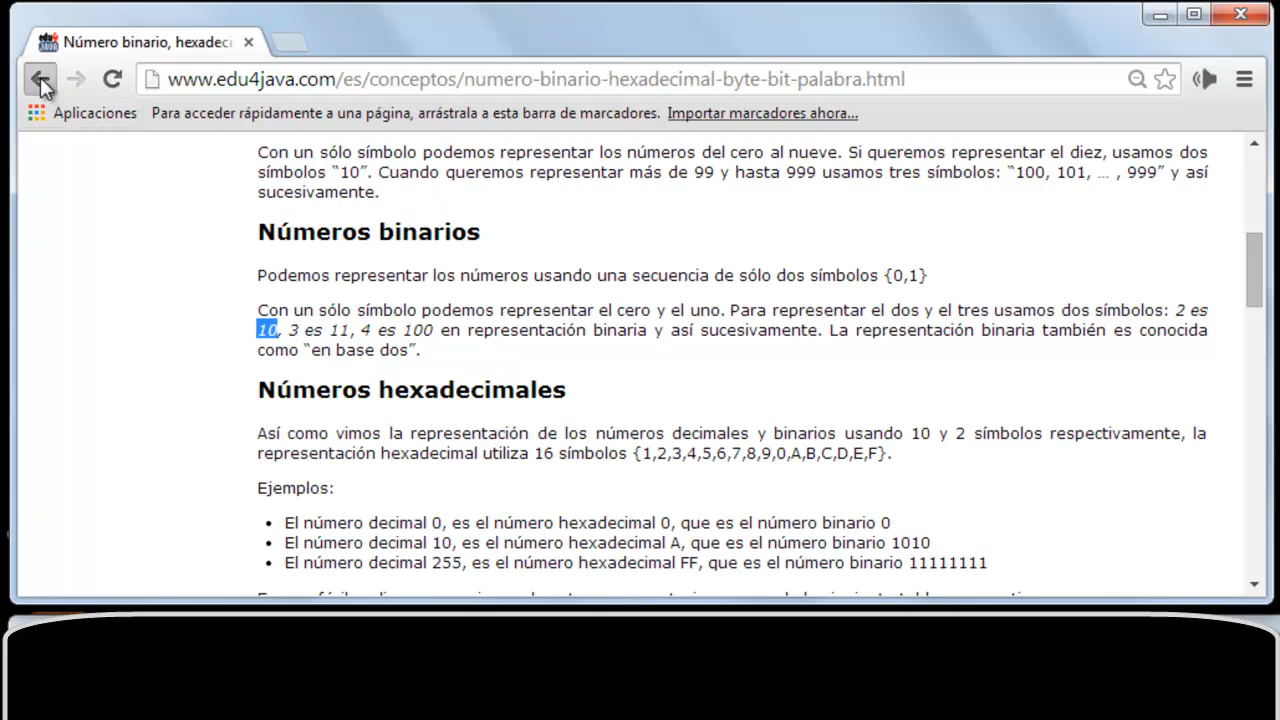 Número binario, hexadeci
www.edu4java.com/es/conceptos/numero-binario-hexadecimal-byte-bit-palabra.html
Aplicaciones Para acceder rápidamente a una página, arrástrala a esta barra de marcadores. Importar marcadores ahora...
Con un sólo símbolo podemos representar los números del cero al nueve. Si queremos representar el diez, usamos dos
símbolos “10”. Cuando queremos representar más de 99 y hasta 999 usamos tres símbolos: “100, 101, … , 999” y así
sucesivamente.
Números binarios
Podemos representar los números usando una secuencia de sólo dos símbolos {0,1}
Con un sólo símbolo podemos representar el cero y el uno. Para representar el dos y el tres usamos dos símbolos: 2 es
10, 3 es 11, 4 es 100 en representación binaria y así sucesivamente. La representación binaria también es conocida
como “en base dos”.
Números hexadecimales
Así como vimos la representación de los números decimales y binarios usando 10 y 2 símbolos respectivamente, la
representación hexadecimal utiliza 16 símbolos {1,2,3,4,5,6,7,8,9,0,A,B,C,D,E,F}.
Ejemplos:
• El número decimal 0, es el número hexadecimal 0, que es el número binario 0
• El número decimal 10, es el número hexadecimal A, que es el número binario 1010
• El número decimal 255, es el número hexadecimal FF, que es el número binario 11111111